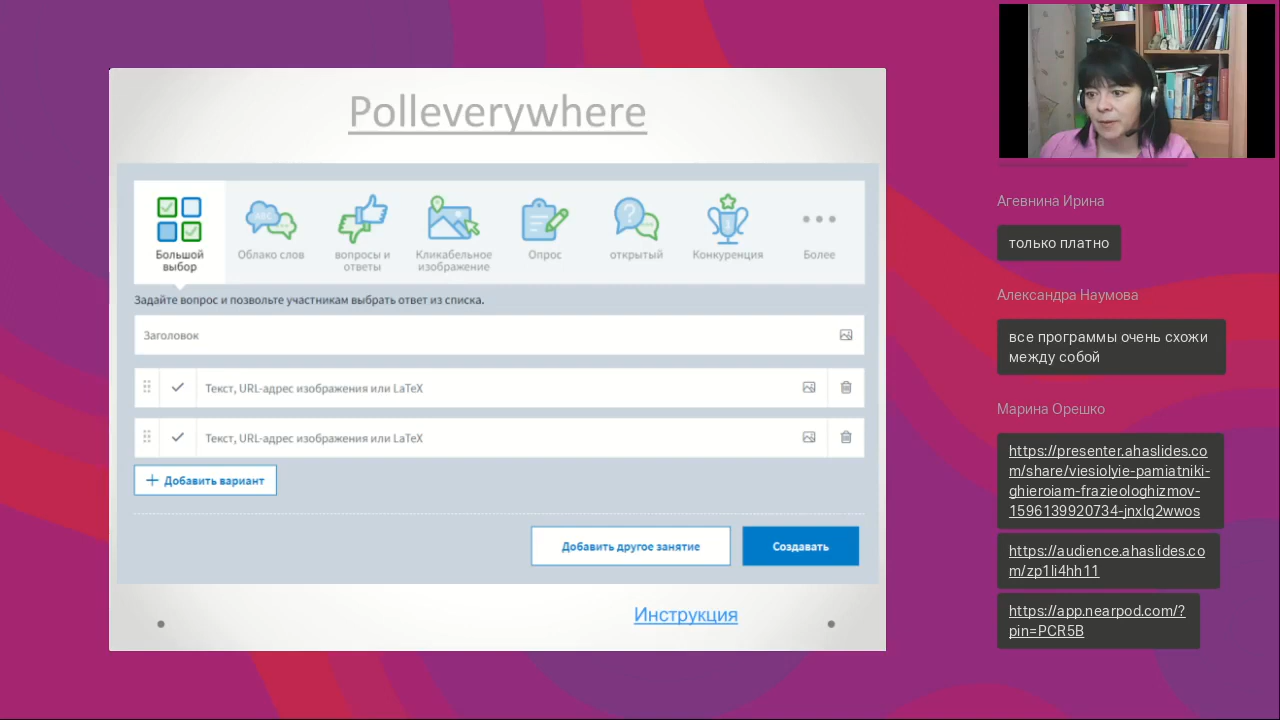 Polleverywhere
Большой
выбор
Облако слов
вопросы и
ответы
Кликабельное
изображение
Опрос
открытый
Конкуренция
Более
Задайте вопрос и позвольте участникам выбрать ответ из списка.
Заголовок
Текст, URL-адрес изображения или LaTeX
Текст, URL-адрес изображения или LaTeX
+ Добавить вариант
Добавить другое занятие
Создавать
Инструкция
Агевнина Ирина
только платно
Александра Наумова
все программы очень схожи
между собой
Марина Орешко
https://presenter.ahaslides.co
m/share/viesiolyie-pamiatniki-
ghieroiam-frazieologhizmov-
1596139920734-jnxlq2wwos
https://audience.ahaslides.co
m/zp1li4hh11
https://app.nearpod.com/?
pin=PCR5B